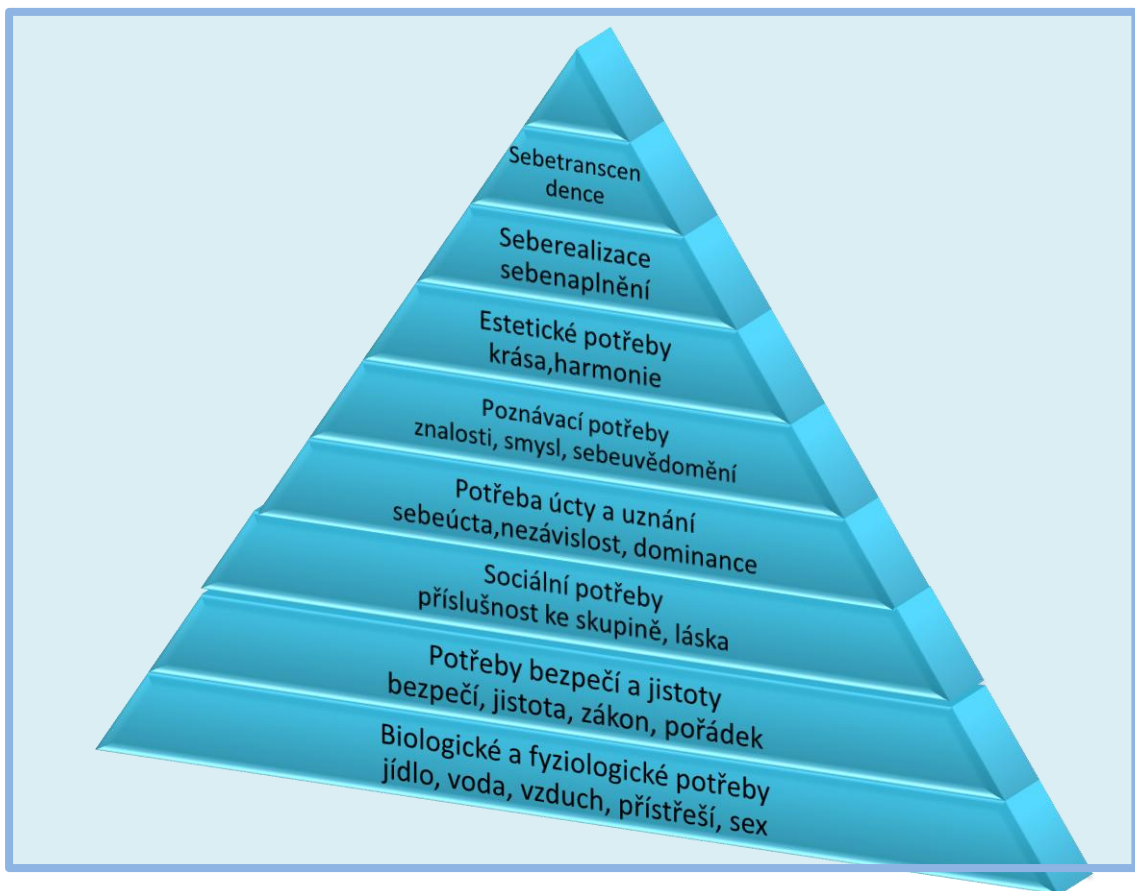 Sebetranscen
dence
Seberealizace
sebenaplnění
Estetické potřeby
krása,harmonie
Poznávací potřeby
znalosti, smysl, sebeuvědomění
Potřeba úcty a uznání
sebeúcta,nezávislost, dominance
Sociální potřeby
příslušnost ke skupině, láska
Potřeby bezpečí a jistoty
bezpečí, jistota, zákon, pořádek
Biologické a fyziologické potřeby
jídlo, voda, vzduch, přístřeší, sex